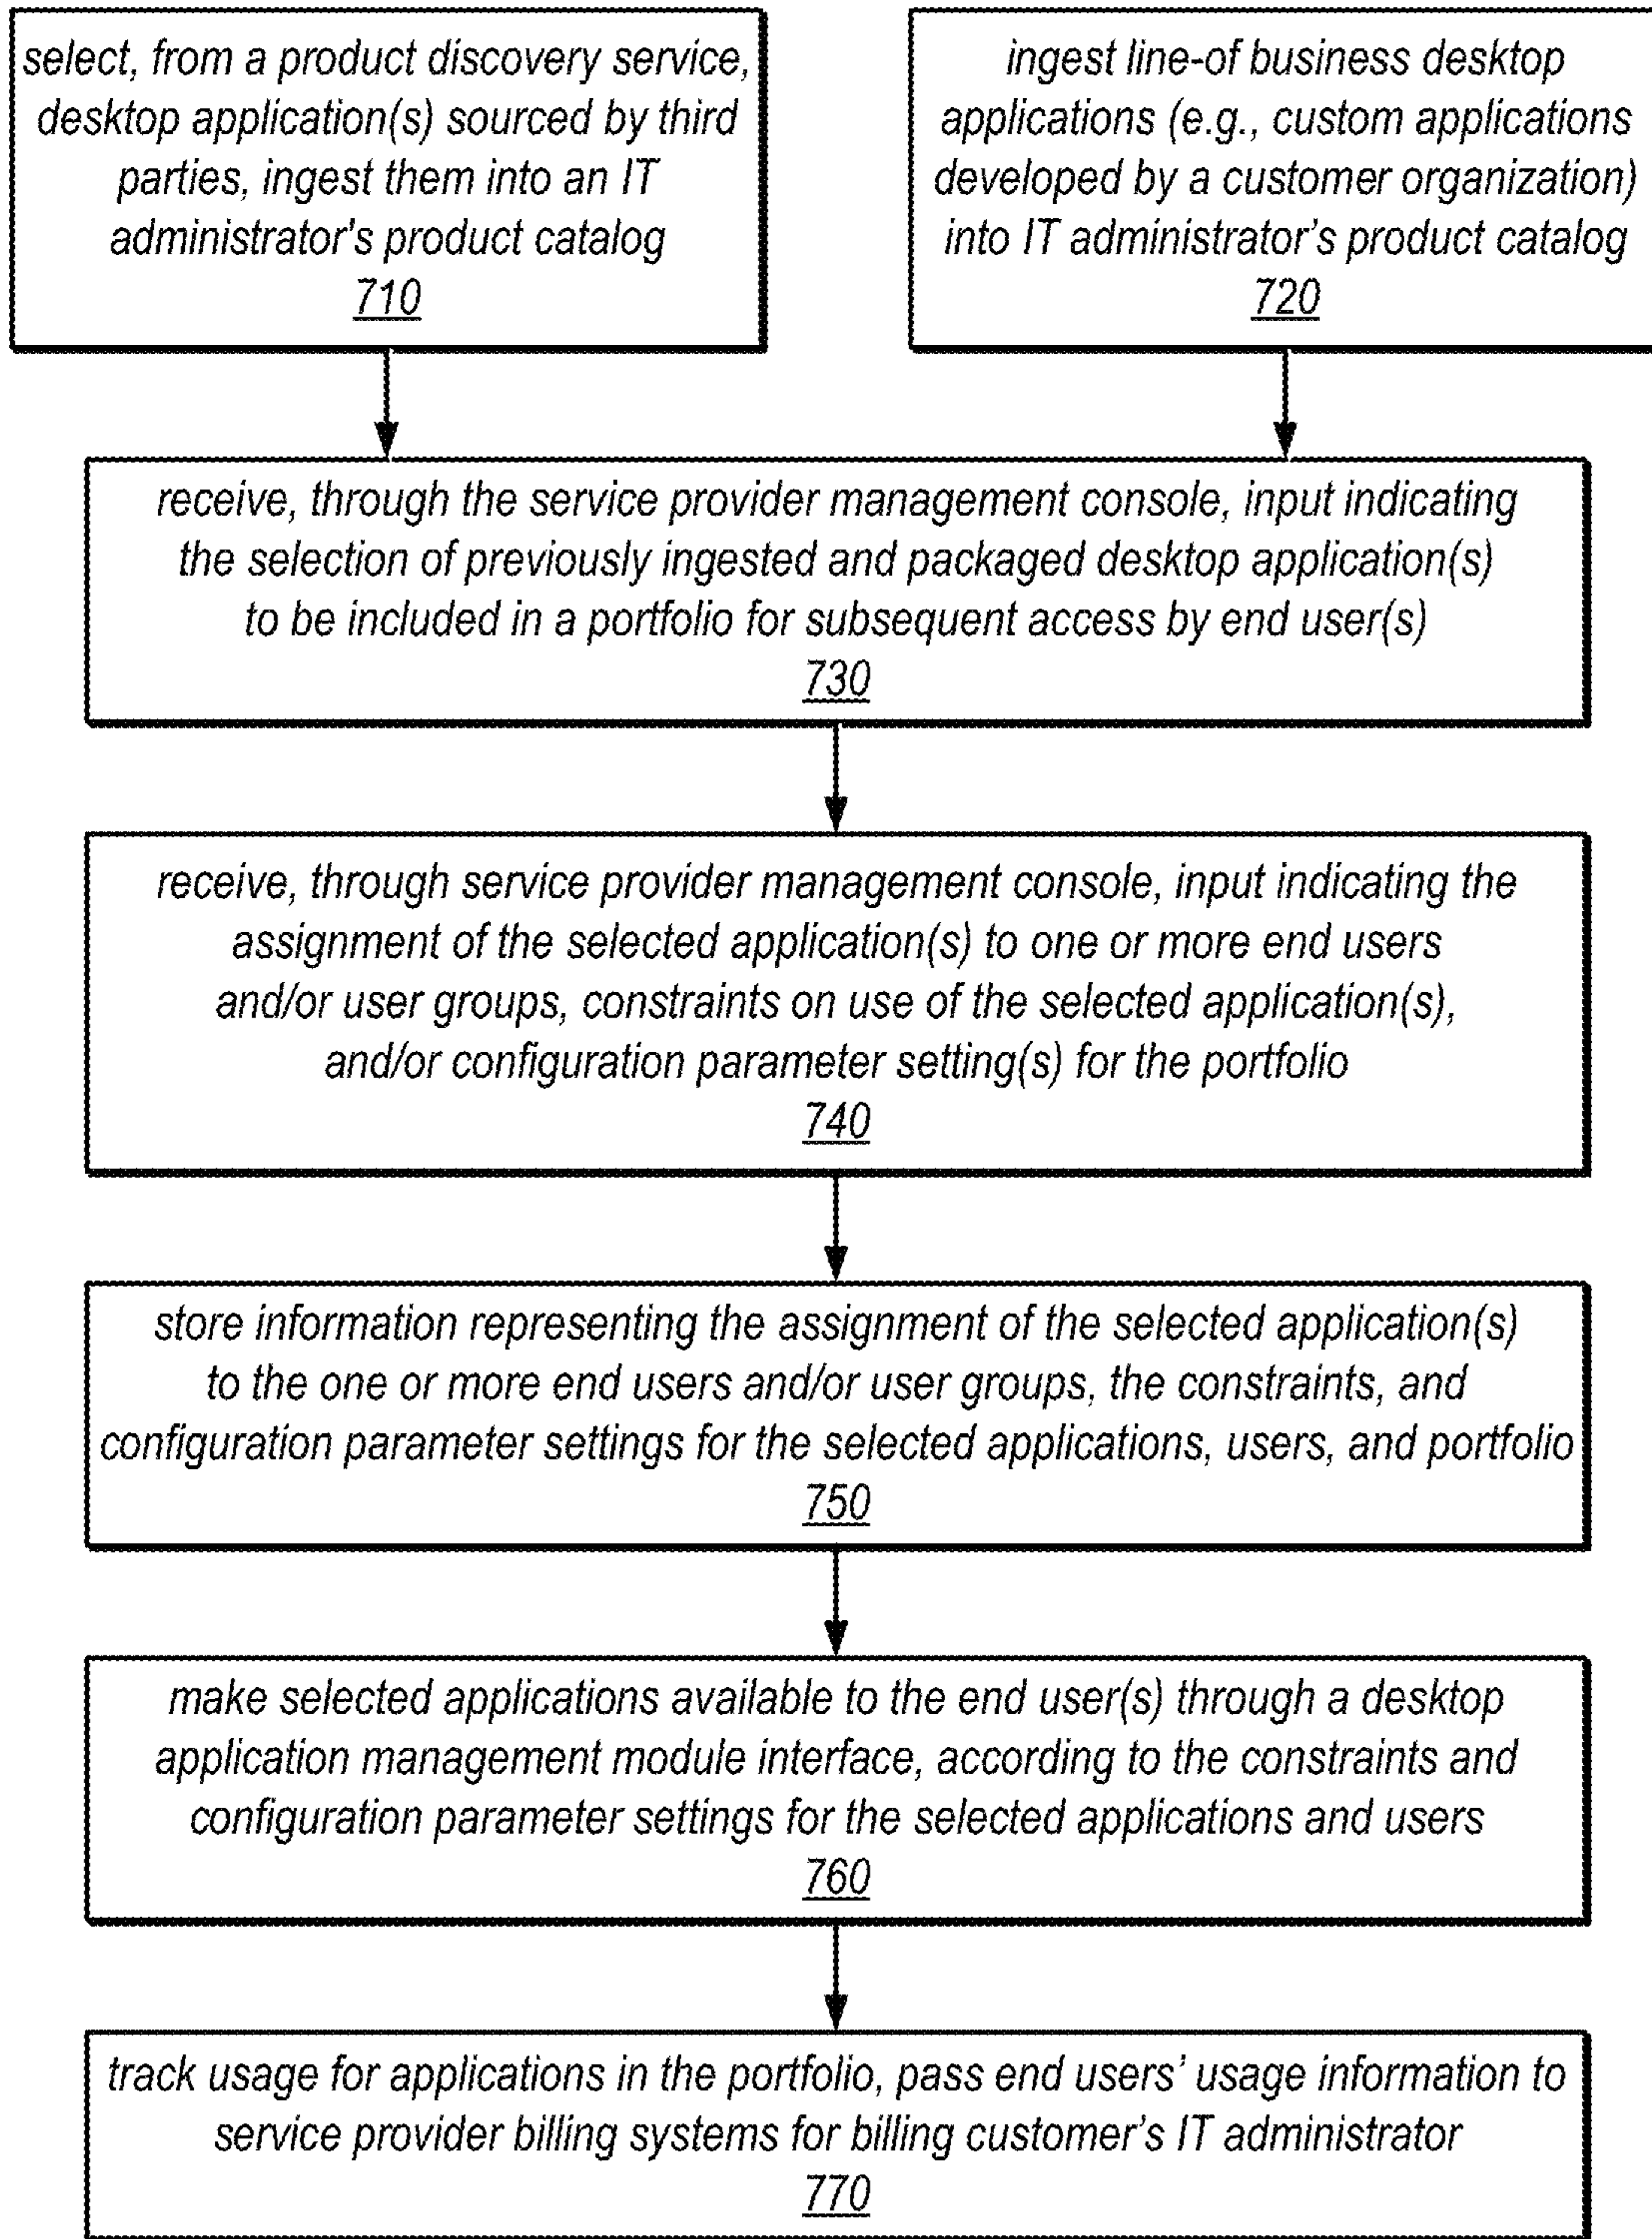 select, from a product discovery service,
desktop application(s) sourced by third
parties, ingest them into an IT
administrator's product catalog
710
ingest line-of business desktop
applications (e.g., custom applications
developed by a customer organization)
into IT administrator's product catalog
720
receive, through the service provider management console, input indicating
the selection of previously ingested and packaged desktop application(s)
to be included in a portfolio for subsequent access by end user(s)
730
receive, through service provider management console, input indicating the
assignment of the selected application(s) to one or more end users
and/or user groups, constraints on use of the selected application(s),
and/or configuration parameter setting(s) for the portfolio
740
store information representing the assignment of the selected application(s)
to the one or more end users and/or user groups, the constraints, and
configuration parameter settings for the selected applications, users, and portfolio
750
make selected applications available to the end user(s) through a desktop
application management module interface, according to the constraints and
configuration parameter settings for the selected applications and users
760
track usage for applications in the portfolio, pass end users' usage information to
service provider billing systems for billing customer's IT administrator
770